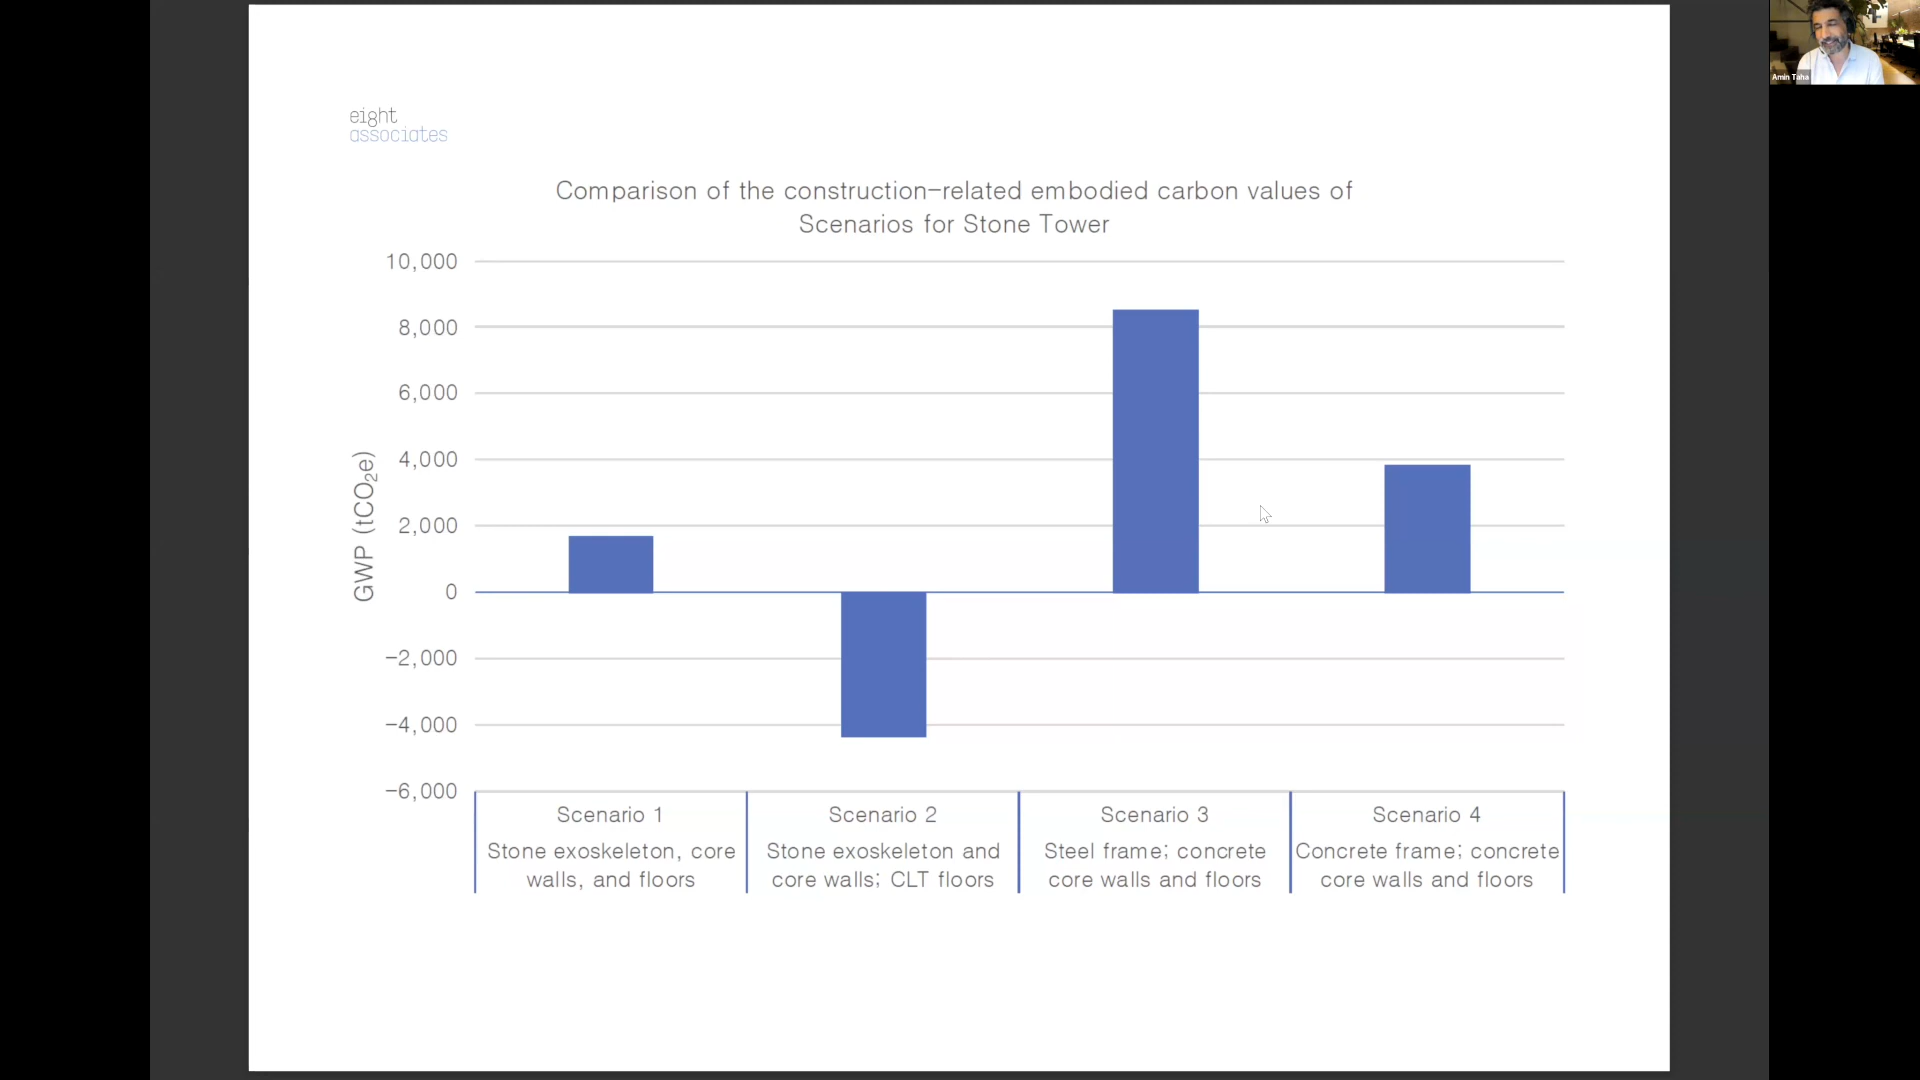 Amin Taha
eight
associates
Comparison of the construction-related embodied carbon values of
Scenarios for Stone Tower
GWP (tCO₂e)
10,000
8,000
6,000
4,000
2,000
0
-2,000
-4,000
-6,000
Scenario 1
Stone exoskeleton, core
walls, and floors
Scenario 2
Stone exoskeleton and
core walls; CLT floors
Scenario 3
Steel frame; concrete
core walls and floors
Scenario 4
Concrete frame; concrete
core walls and floors